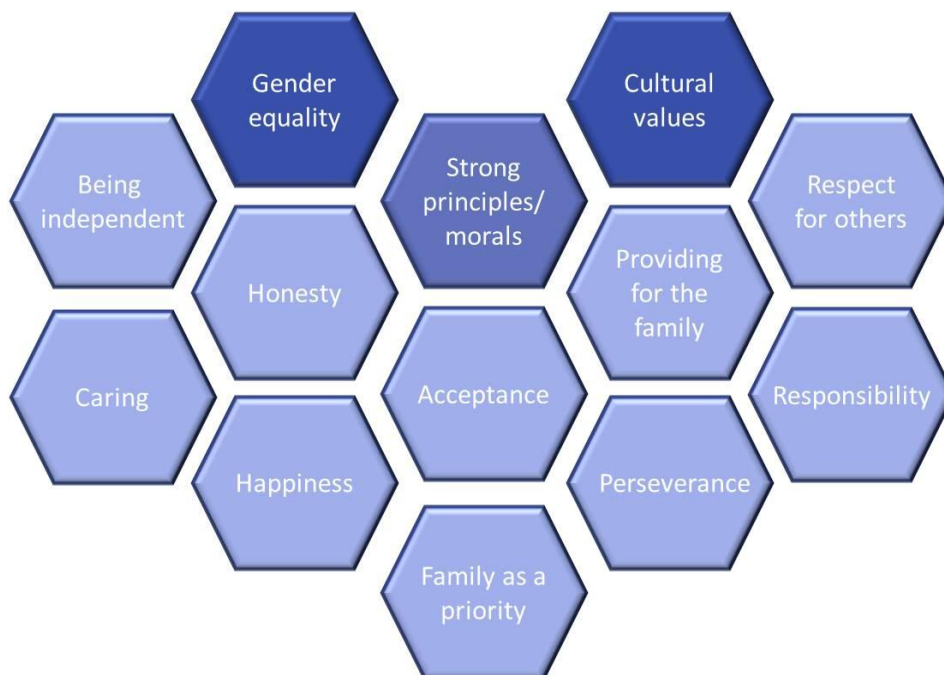 Gender
equality
Cultural
values
Being
independent
Strong
principles/
morals
Respect
for others
Honesty
Providing
for the
family
Caring
Acceptance
Responsibility
Happiness
Perseverance
Family as a
priority